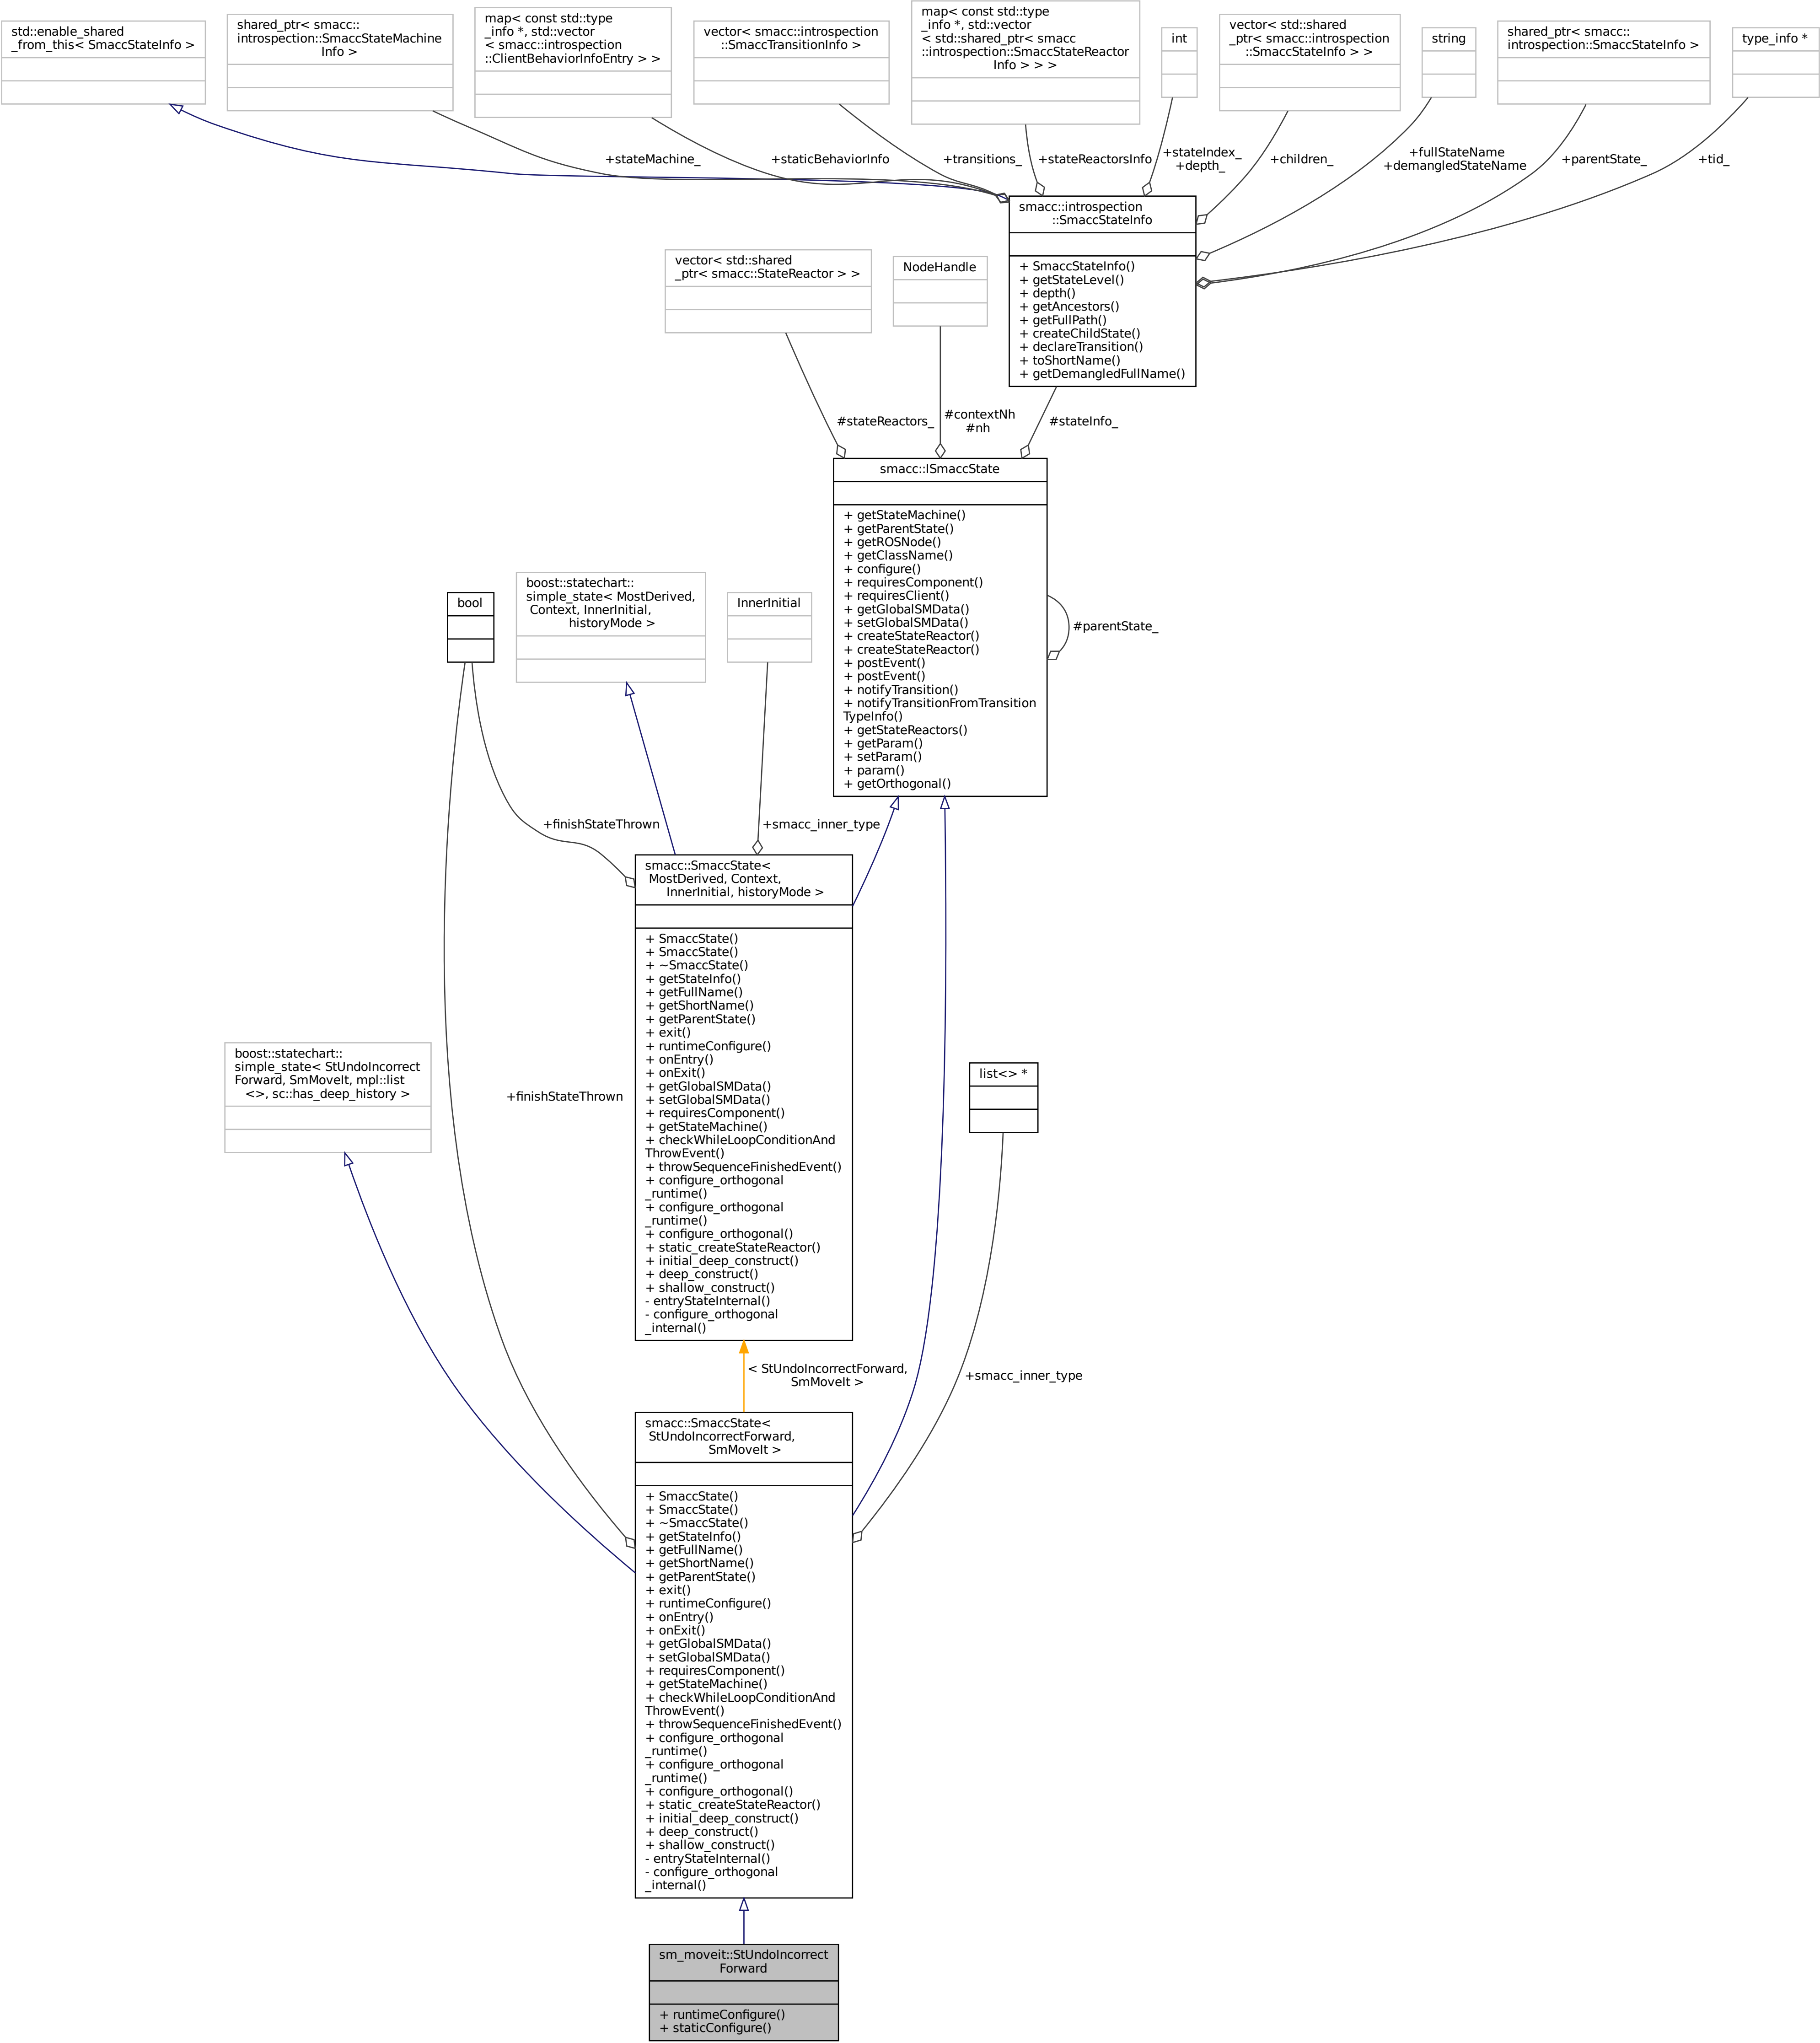 std::enable_shared
_from_this< SmaccStateInfo >
shared_ptr< smacc::
introspection::SmaccStateMachine
Info >
map< const std::type
_info *, std::vector
< smacc::introspection
::ClientBehaviorInfoEntry > >
vector< smacc::introspection
::SmaccTransitionInfo >
map< const std::type
_info *, std::vector
< std::shared_ptr< smacc
::introspection::SmaccStateReactor
Info > > >
int
vector< std::shared
_ptr< smacc::introspection
::SmaccStateInfo > >
string
shared_ptr< smacc::
introspection::SmaccStateInfo >
type_info *
+stateMachine_
+staticBehaviorInfo
+transitions_
+stateReactorsInfo
+stateIndex_
+depth_
+children_
+fullStateName
+demangledStateName
+parentState_
+tid_
smacc::introspection
::SmaccStateInfo
+ SmaccStateInfo()
+ getStateLevel()
+ depth()
+ getAncestors()
+ getFullPath()
+ createChildState()
+ declareTransition()
+ toShortName()
+ getDemangledFullName()
vector< std::shared
_ptr< smacc::StateReactor > >
NodeHandle
#stateReactors_
#contextNh
#nh
#stateInfo_
smacc::ISmaccState
+ getStateMachine()
+ getParentState()
+ getROSNode()
+ getClassName()
+ configure()
+ requiresComponent()
+ requiresClient()
+ getGlobalSMData()
+ setGlobalSMData()
+ createStateReactor()
+ createStateReactor()
+ postEvent()
+ postEvent()
+ notifyTransition()
+ notifyTransitionFromTransition
TypeInfo()
+ getStateReactors()
+ getParam()
+ setParam()
+ param()
+ getOrthogonal()
#parentState_
bool
boost::statechart::
simple_state< MostDerived,
Context, InnerInitial,
historyMode >
InnerInitial
+finishStateThrown
+smacc_inner_type
smacc::SmaccState<
MostDerived, Context,
InnerInitial, historyMode >
+ SmaccState()
+ SmaccState()
+ ~SmaccState()
+ getStateInfo()
+ getFullName()
+ getShortName()
+ getParentState()
+ exit()
+ runtimeConfigure()
+ onEntry()
+ onExit()
+ getGlobalSMData()
+ setGlobalSMData()
+ requiresComponent()
+ getStateMachine()
+ checkWhileLoopConditionAnd
ThrowEvent()
+ throwSequenceFinishedEvent()
+ configure_orthogonal
_runtime()
+ configure_orthogonal
_runtime()
+ configure_orthogonal()
+ static_createStateReactor()
+ initial_deep_construct()
+ deep_construct()
+ shallow_construct()
- entryStateInternal()
- configure_orthogonal
_internal()
boost::statechart::
simple_state< StUndoIncorrect
Forward, SmMoveIt, mpl::list
<>, sc::has_deep_history >
+finishStateThrown
list<> *
< StUndoIncorrectForward,
SmMoveIt >
+smacc_inner_type
smacc::SmaccState<
StUndoIncorrectForward,
SmMoveIt >
+ SmaccState()
+ SmaccState()
+ ~SmaccState()
+ getStateInfo()
+ getFullName()
+ getShortName()
+ getParentState()
+ exit()
+ runtimeConfigure()
+ onEntry()
+ onExit()
+ getGlobalSMData()
+ setGlobalSMData()
+ requiresComponent()
+ getStateMachine()
+ checkWhileLoopConditionAnd
ThrowEvent()
+ throwSequenceFinishedEvent()
+ configure_orthogonal
_runtime()
+ configure_orthogonal
_runtime()
+ configure_orthogonal()
+ static_createStateReactor()
+ initial_deep_construct()
+ deep_construct()
+ shallow_construct()
- entryStateInternal()
- configure_orthogonal
_internal()
sm_moveit::StUndoIncorrect
Forward
+ runtimeConfigure()
+ staticConfigure()